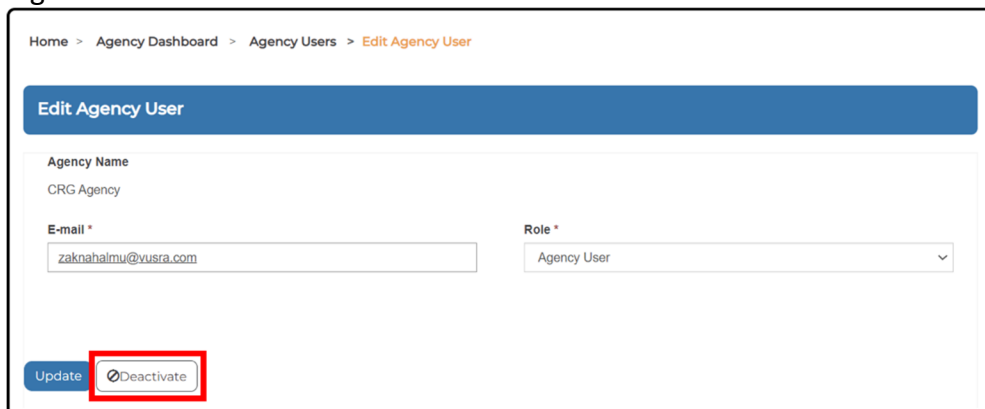 Home > Agency Dashboard > Agency Users > Edit Agency User
Edit Agency User
Agency Name
CRG Agency
E-mail * Role *
zaknahalmu@vusra.com Agency User
Update Deactivate